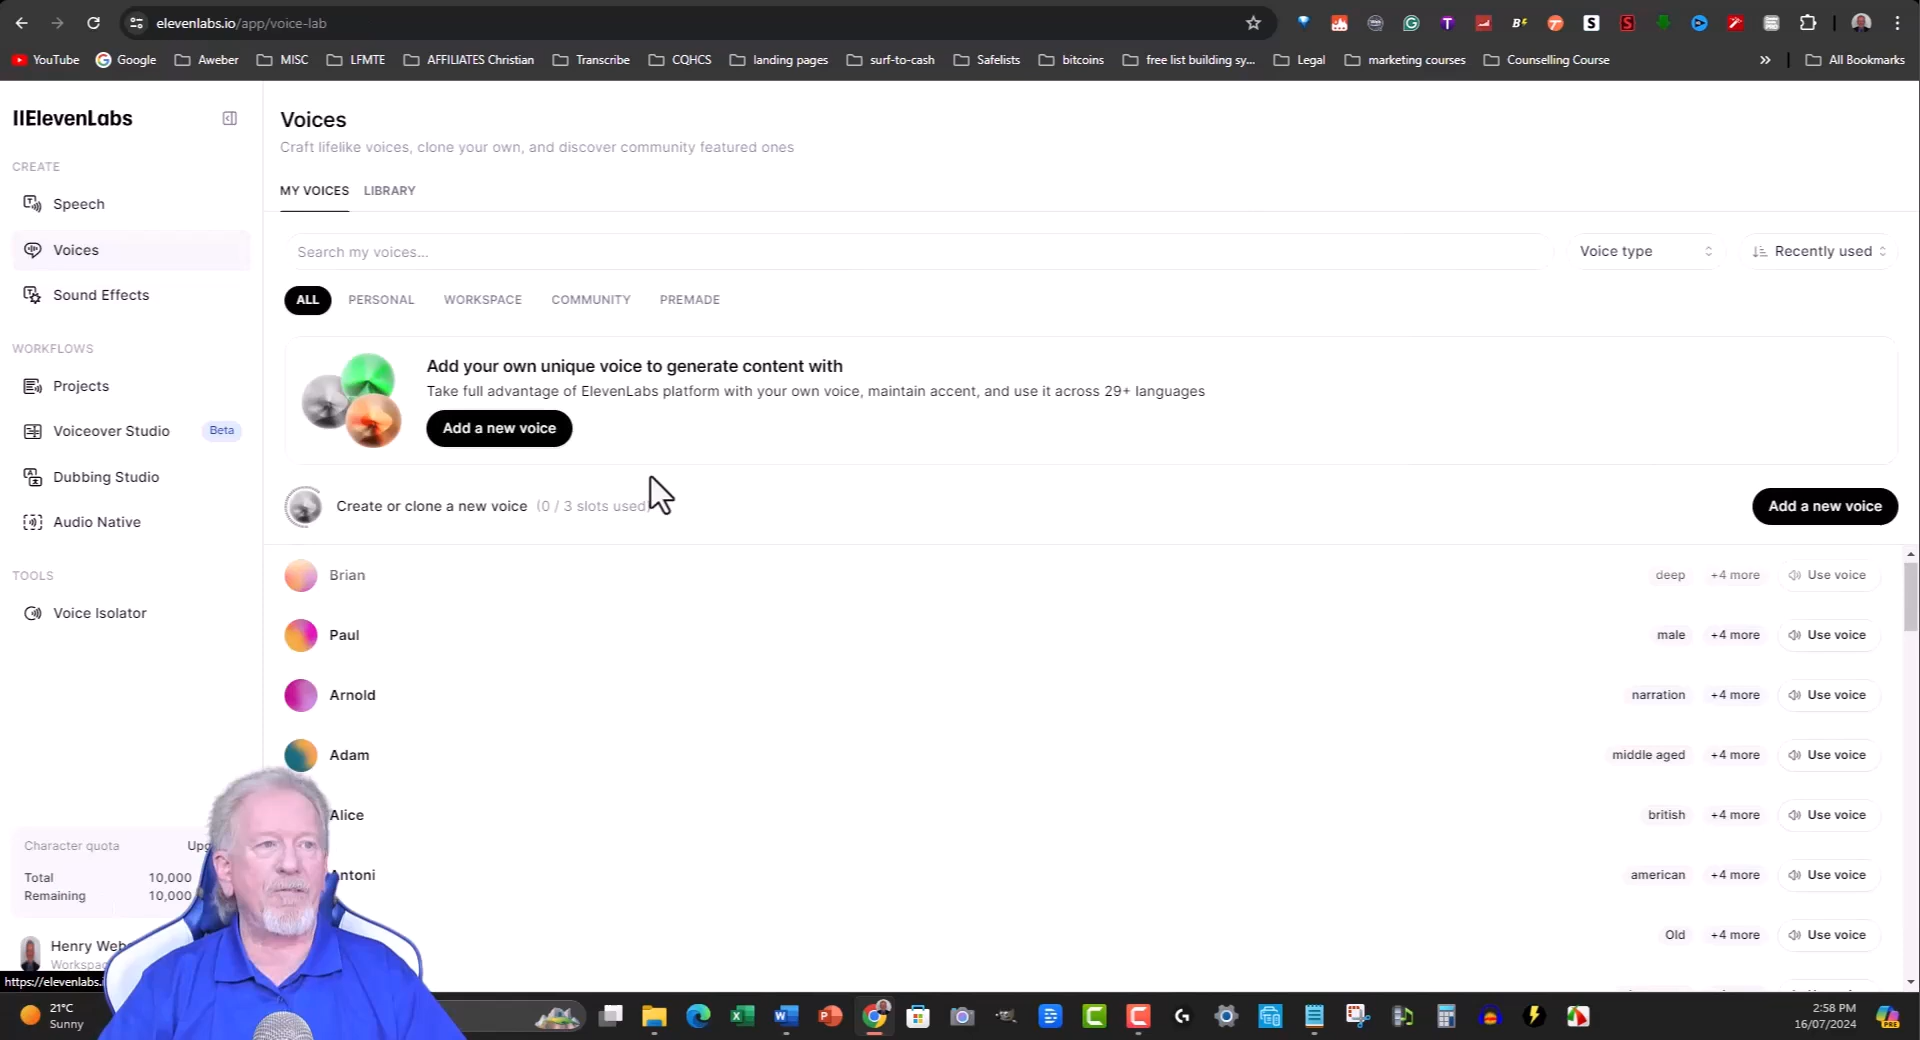 elevenlabs.io/app/voice-lab
YouTube Google Aweber MISC LFMTE AFFILIATES Christian Transcribe CQHCS landing pages surf-to-cash Safelists bitcoins free list building sy... Legal marketing courses Counselling Course » All Bookmarks
IIElevenLabs
CREATE
Speech
Voices
Sound Effects
WORKFLOWS
Projects
Voiceover Studio Beta
Dubbing Studio
Audio Native
TOOLS
Voice Isolator
Character quota
Total 10,000
Remaining 10,000
Henry
https://elevenlabs.
Voices
Craft lifelike voices, clone your own, and discover community featured ones
MY VOICES LIBRARY
Search my voices... Voice type Recently used
ALL PERSONAL WORKSPACE COMMUNITY PREMADE
Add your own unique voice to generate content with
Take full advantage of ElevenLabs platform with your own voice, maintain accent, and use it across 29+ languages
Add a new voice
Create or clone a new voice (0 / 3 slots used) Add a new voice
Brian deep +4 more Use voice
Paul male +4 more Use voice
Arnold narration +4 more Use voice
Adam middle aged +4 more Use voice
Alice british +4 more Use voice
ntoni american +4 more Use voice
Old +4 more Use voice
21°C
Sunny
2:58 PM
16/07/2024